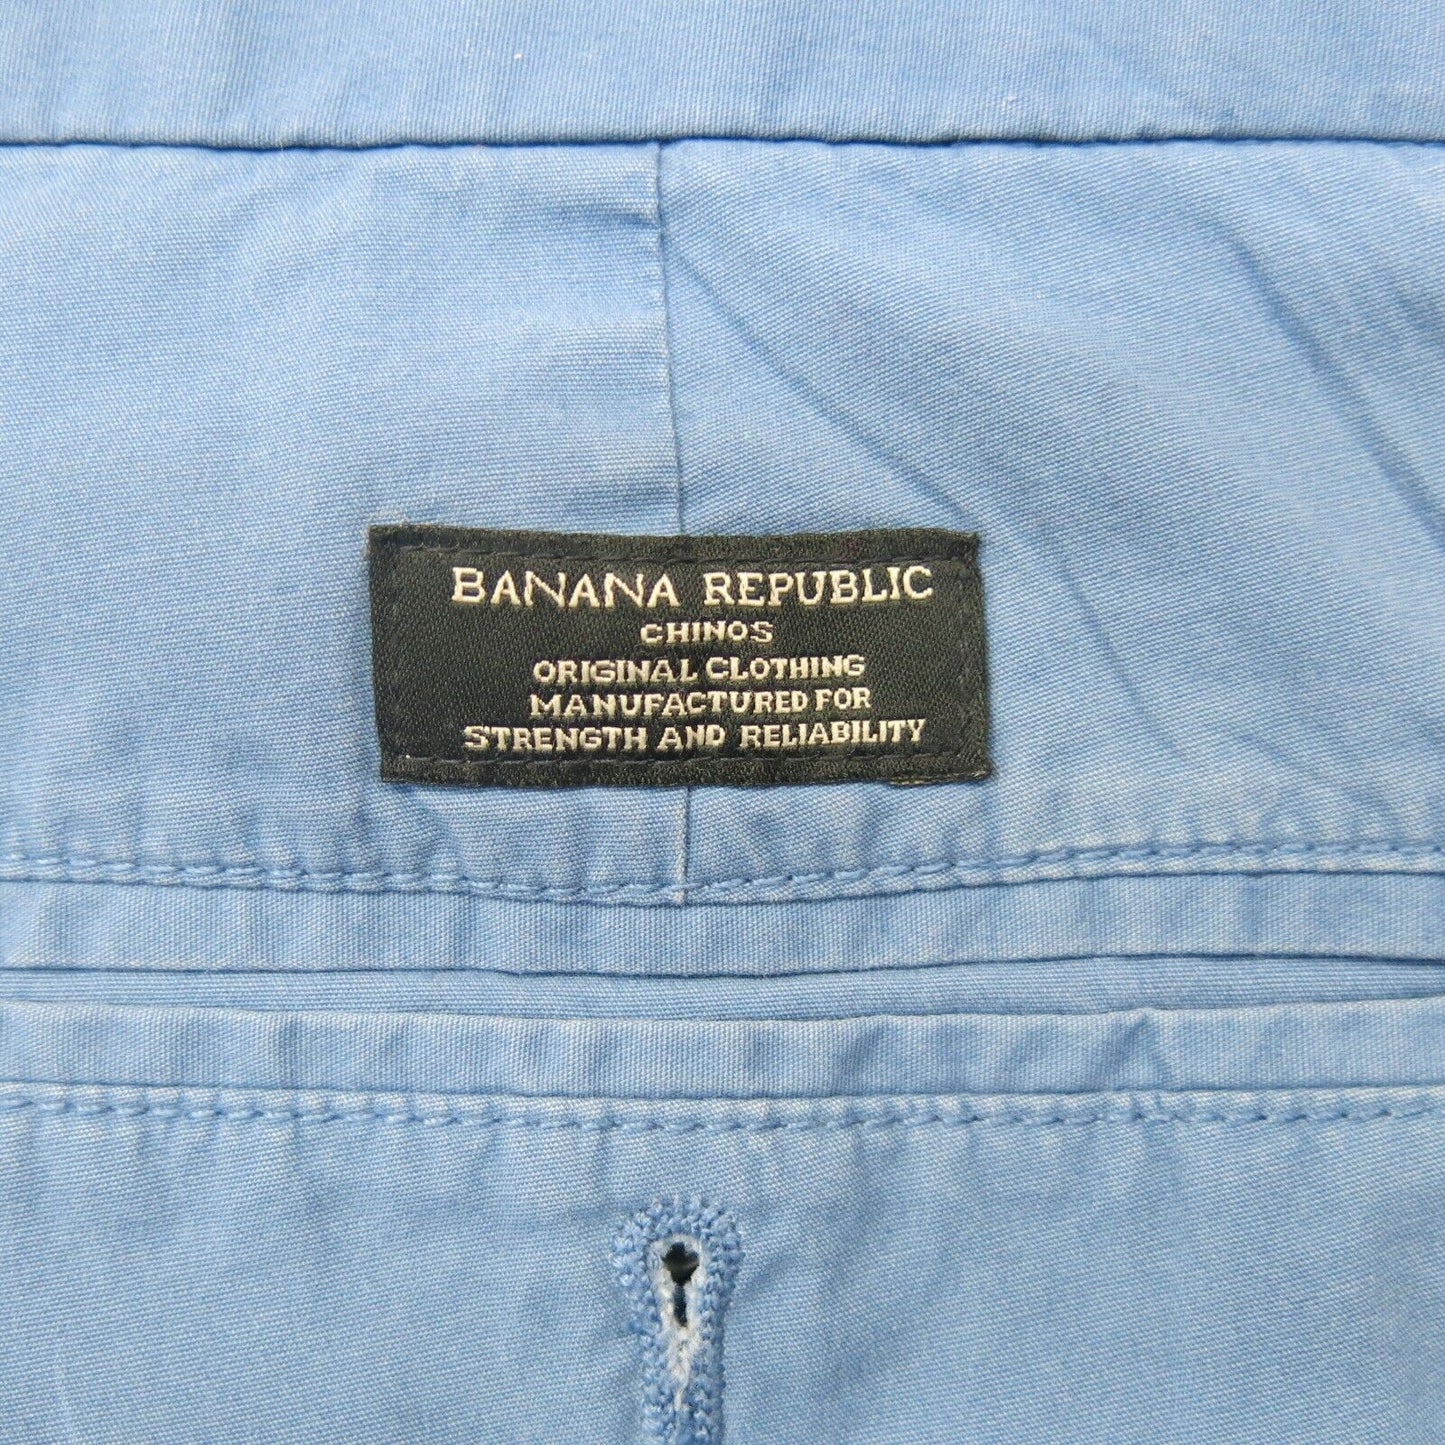 BANANA REPUBLIC
CHINOS
ORIGINAL CLOTHING
MANUFACTURED FOR
STRENGTH AND RELIABILITY